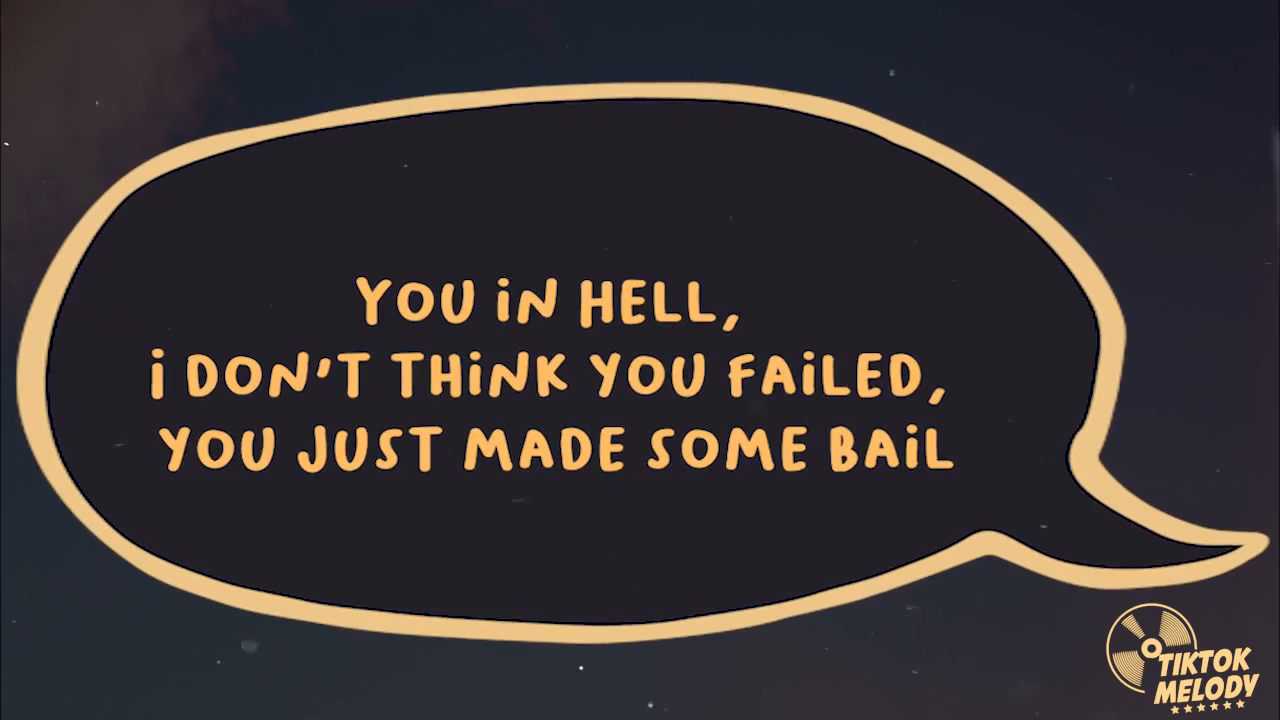 YOU iN HELL,
i DON'T THiNK YOU FAiLED,
YOU JUST MADE SOME BAiL
TIKTOK
MELODY